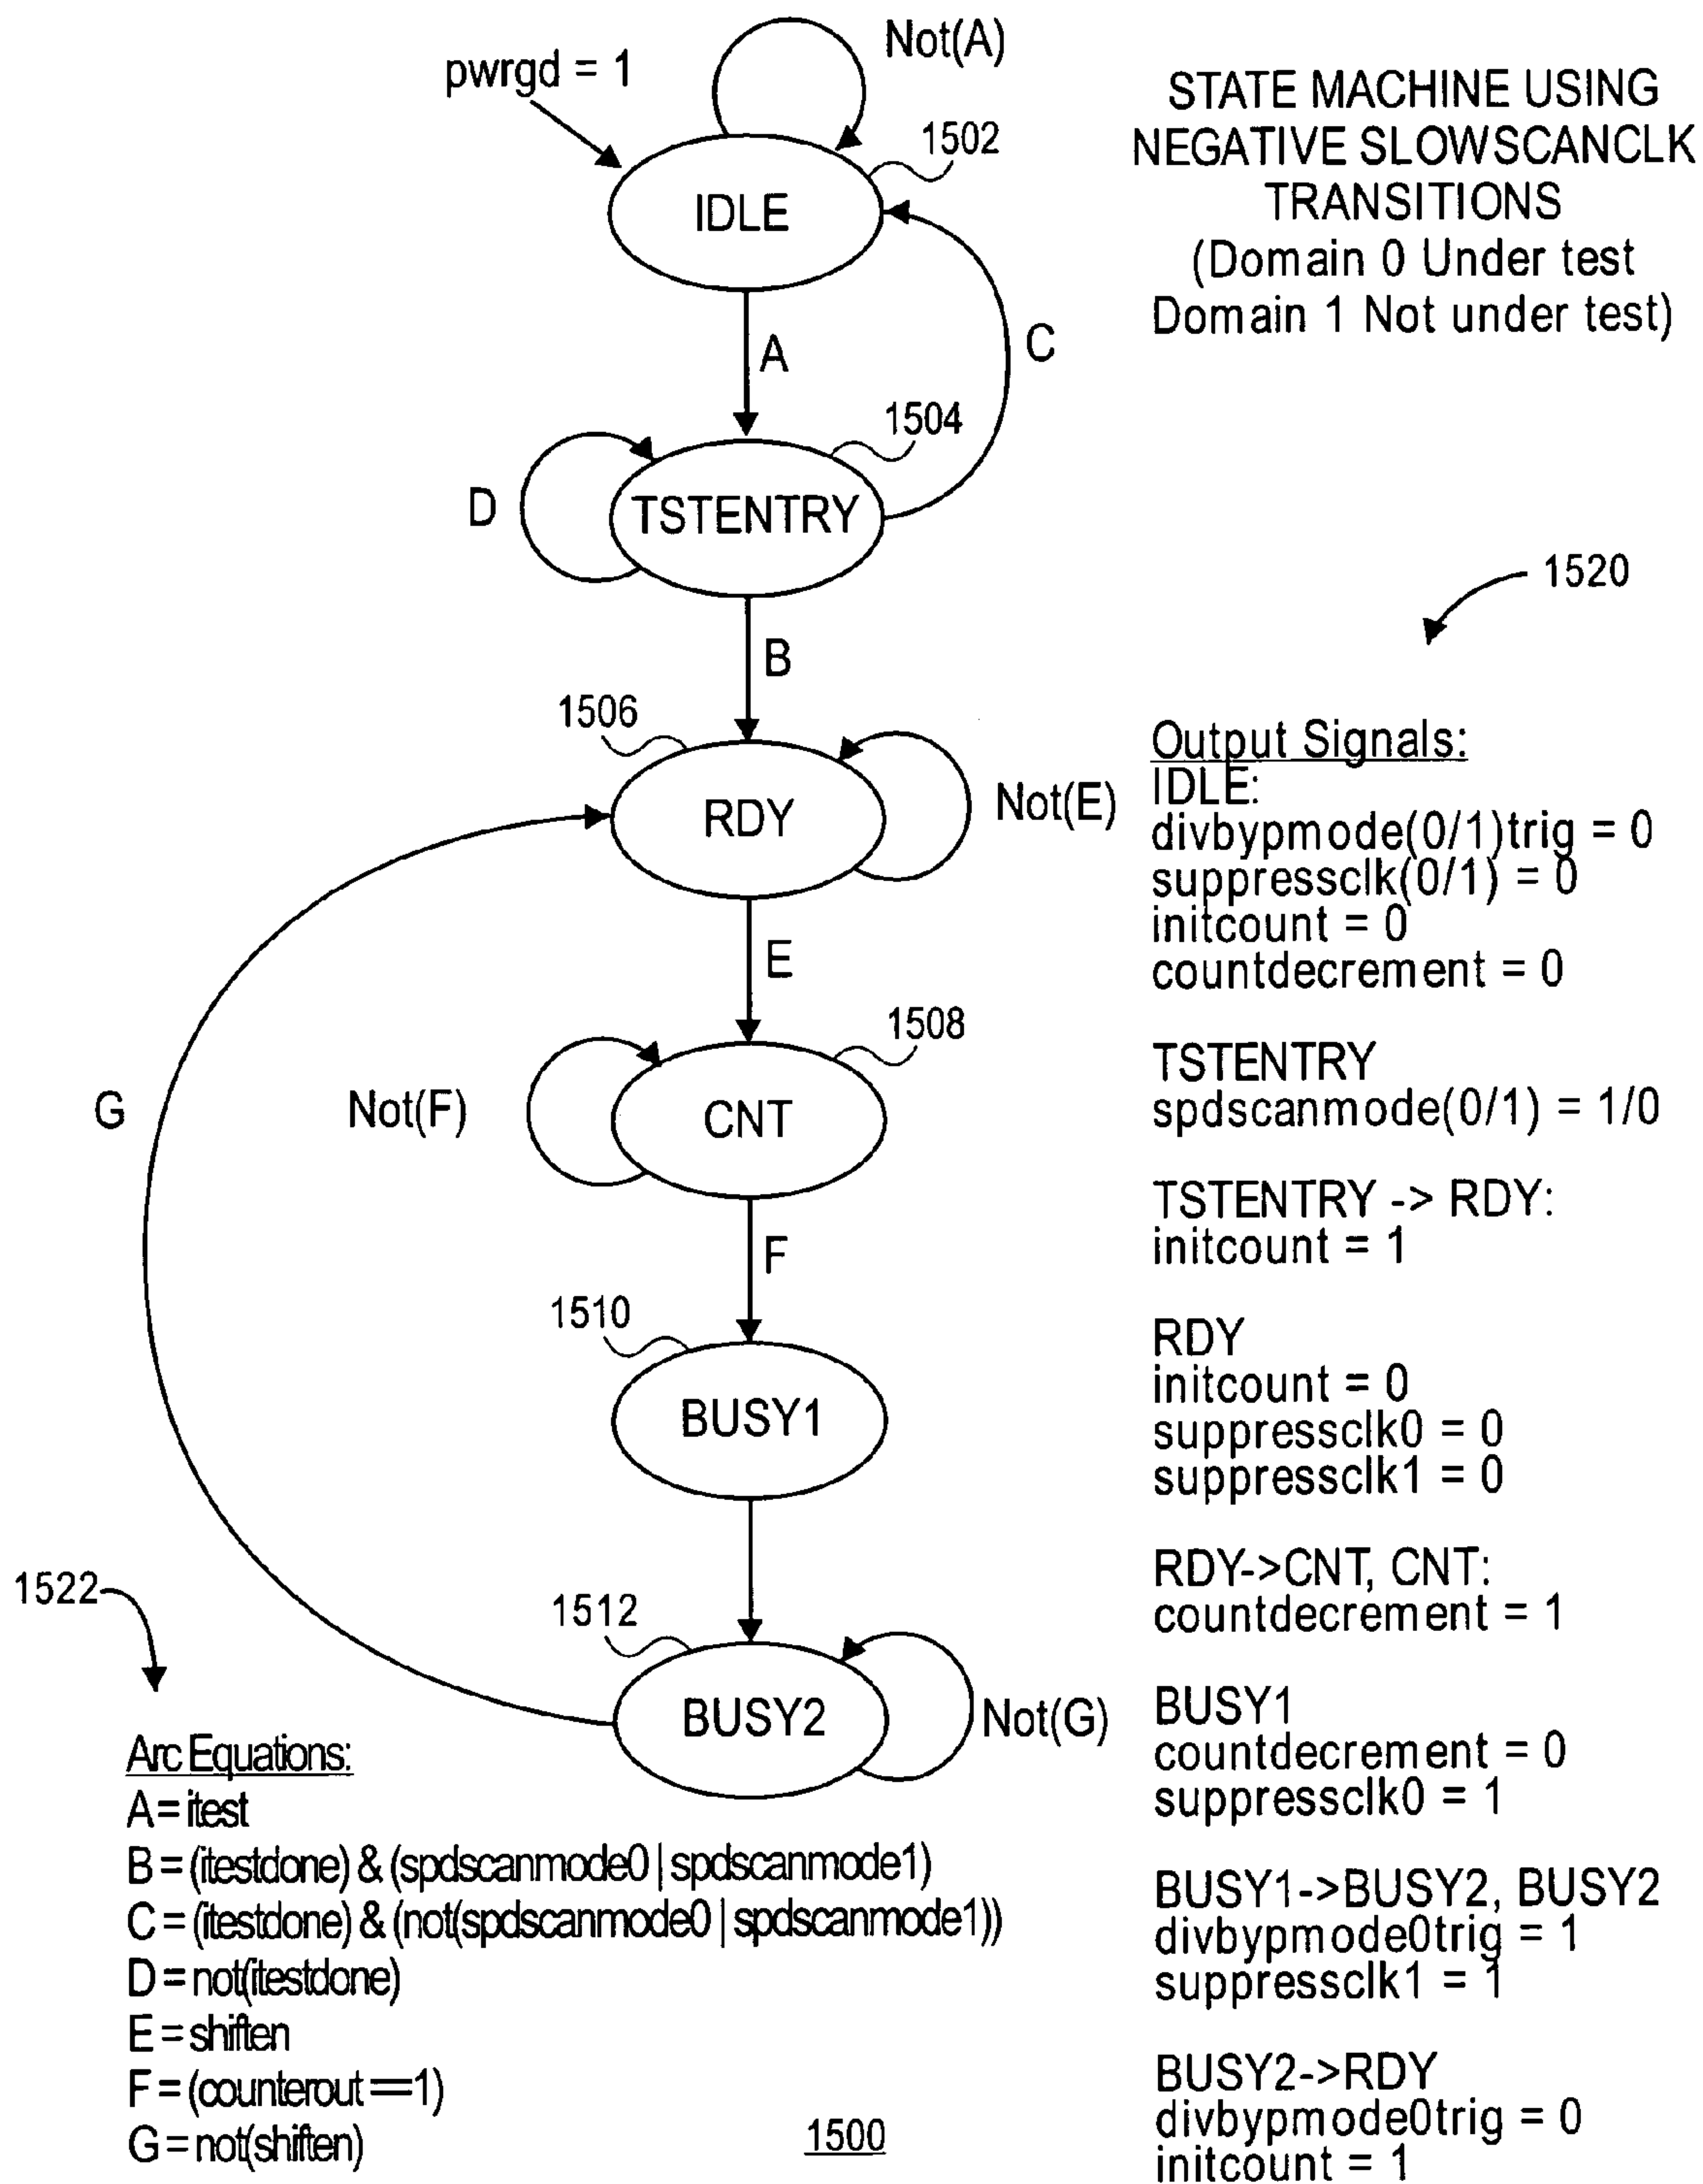 Not(A)
pwrgd = 1
STATE MACHINE USING
NEGATIVE SLOWSCANCLK
TRANSITIONS
(Domain 0 Under test
Domain 1 Not under test)
1502
IDLE
A
C
1504
D
TSTENTRY
1520
B
1506
RDY
Not(E)
E
1508
G
Not(F)
CNT
F
1510
BUSY1
1522
1512
BUSY2
Not(G)
Output Signals:
IDLE:
divbypmode(0/1)trig = 0
suppressclk(0/1) = 0
initcount = 0
countdecrement = 0
TSTENTRY
spdscanmode(0/1) = 1/0
TSTENTRY -> RDY:
initcount = 1
RDY
initcount = 0
suppressclk0 = 0
suppressclk1 = 0
RDY->CNT, CNT:
countdecrement = 1
BUSY1
countdecrement = 0
suppressclk0 = 1
BUSY1->BUSY2, BUSY2
divbypmode0trig = 1
suppressclk1 = 1
BUSY2->RDY
divbypmode0trig = 0
initcount = 1
Arc Equations:
A = itest
B = (itestdone) & (spdscanmode0 | spdscanmode1)
C = (itestdone) & (not(spdscanmode0 | spdscanmode1))
D = not(itestdone)
E = shiften
F = (counterout == 1)
G = not(shiften)
1500